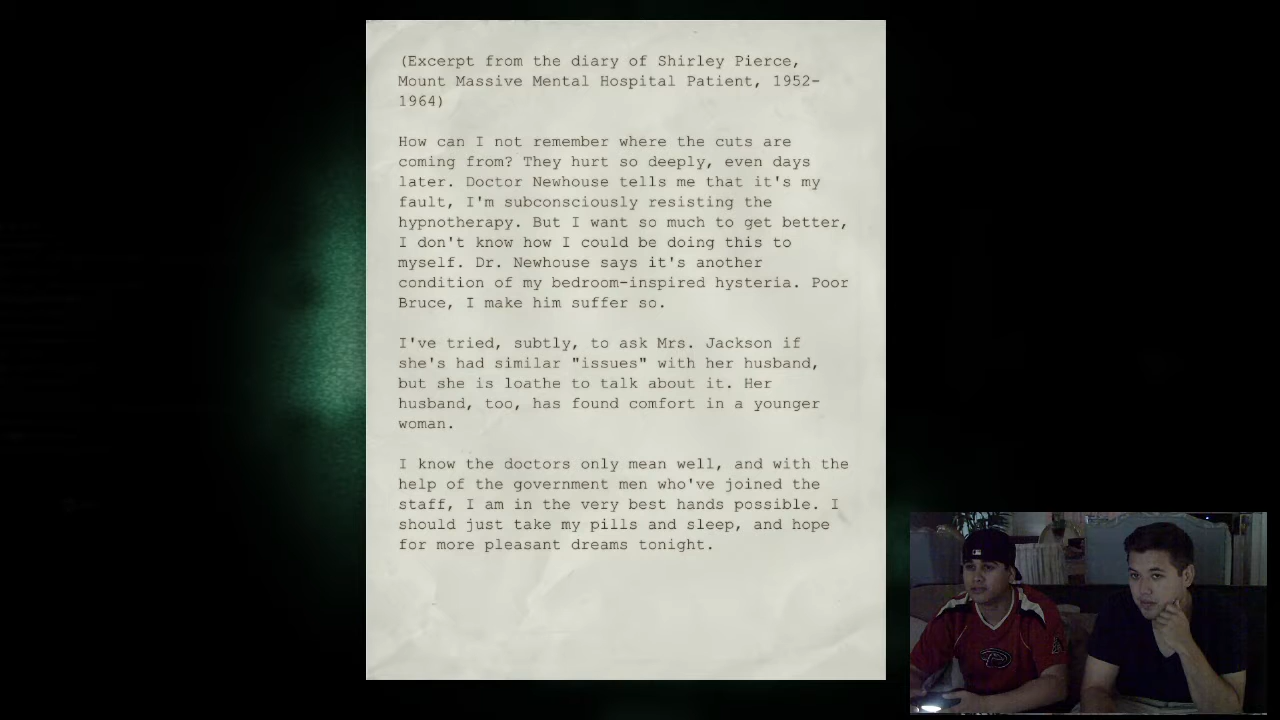 (Excerpt from the diary of Shirley Pierce,
Mount Massive Mental Hospital Patient, 1952-
1964)
How can I not remember where the cuts are
coming from? They hurt so deeply, even days
later. Doctor Newhouse tells me that it's my
fault, I'm subconsciously resisting the
hypnotherapy. But I want so much to get better,
I don't know how I could be doing this to
myself. Dr. Newhouse says it's another
condition of my bedroom-inspired hysteria. Poor
Bruce, I make him suffer so.
I've tried, subtly, to ask Mrs. Jackson if
she's had similar "issues" with her husband,
but she is loathe to talk about it. Her
husband, too, has found comfort in a younger
woman.
I know the doctors only mean well, and with the
help of the government men who've joined the
staff, I am in the very best hands possible. I
should just take my pills and sleep, and hope
for more pleasant dreams tonight.